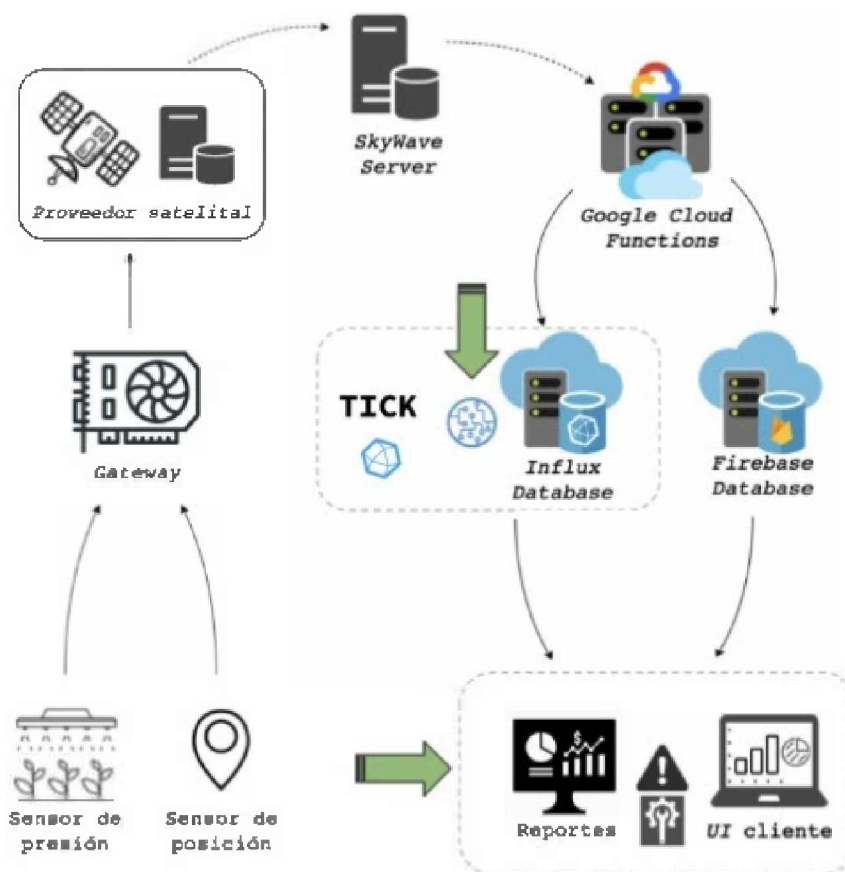 SkyWave
Server
Proveedor satelital
Google Cloud
Functions
TICK
Gateway
Influx
Database
Firebase
Database
Sensor de
presión
Sensor de
posición
Reportes
UI cliente